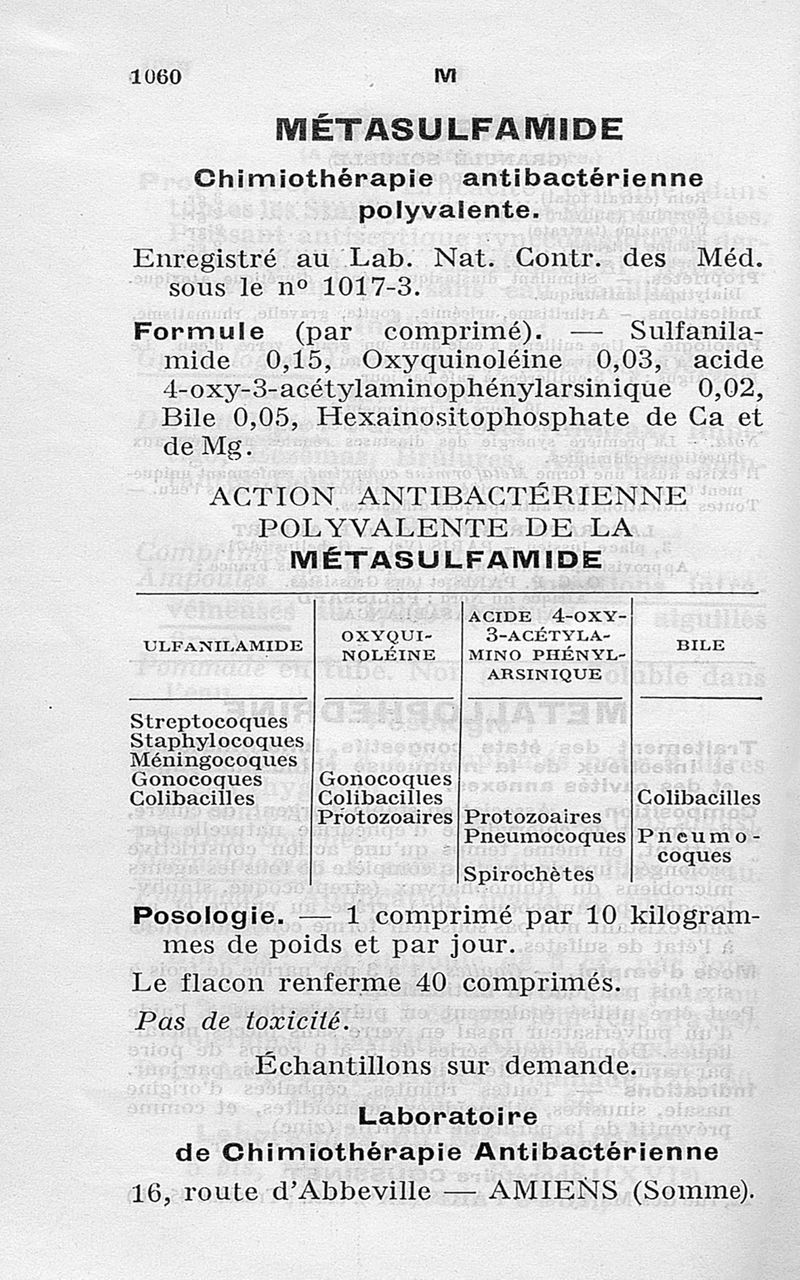 1060 M
MÉTASULFAMIDE
Chimiothérapie antibactérienne
polyvalente.
Enregistré au Lab. Nat. Contr. des Méd.
sous le nº 1017-3.
Formule (par comprimé). — Sulfanila-
mide 0,15, Oxyquinoléine 0,03, acide
4-oxy-3-acétylaminophénylarsinique 0,02,
Bile 0,05, Hexainositophosphate de Ca et
de Mg.
ACTION ANTIBACTÉRIENNE
POLYVALENTE DE LA
MÉTASULFAMIDE
ULFANILAMIDE
OXYQUI-
NOLÉINE
ACIDE 4-OXY-
3-ACÉTYLA-
MINO PHÉNYL-
ARSINIQUE
BILE
Streptocoques
Staphylocoques
Méningocoques
Gonocoques
Colibacilles
Gonocoques
Colibacilles
Protozoaires
Protozoaires
Pneumocoques
Spirochètes
Colibacilles
Pneumo-
coques
Posologie. — 1 comprimé par 10 kilogram-
mes de poids et par jour.
Le flacon renferme 40 comprimés.
Pas de toxicité.
Échantillons sur demande.
Laboratoire
de Chimiothérapie Antibactérienne
16, route d'Abbeville — AMIENS (Somme).